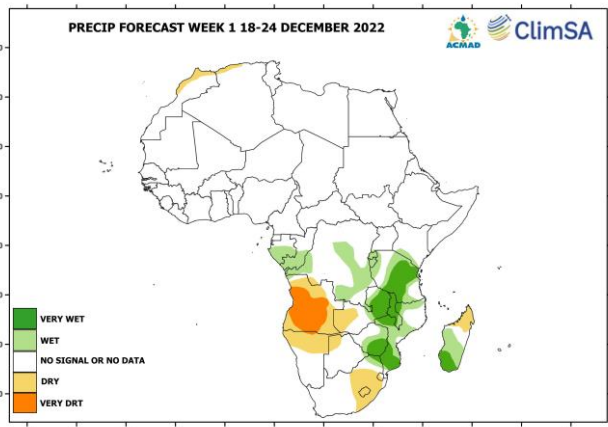 PRECIP FORECAST WEEK 1 18-24 DECEMBER 2022
ACMAD
ClimSA
VERY WET
WET
NO SIGNAL OR NO DATA
DRY
VERY DRT